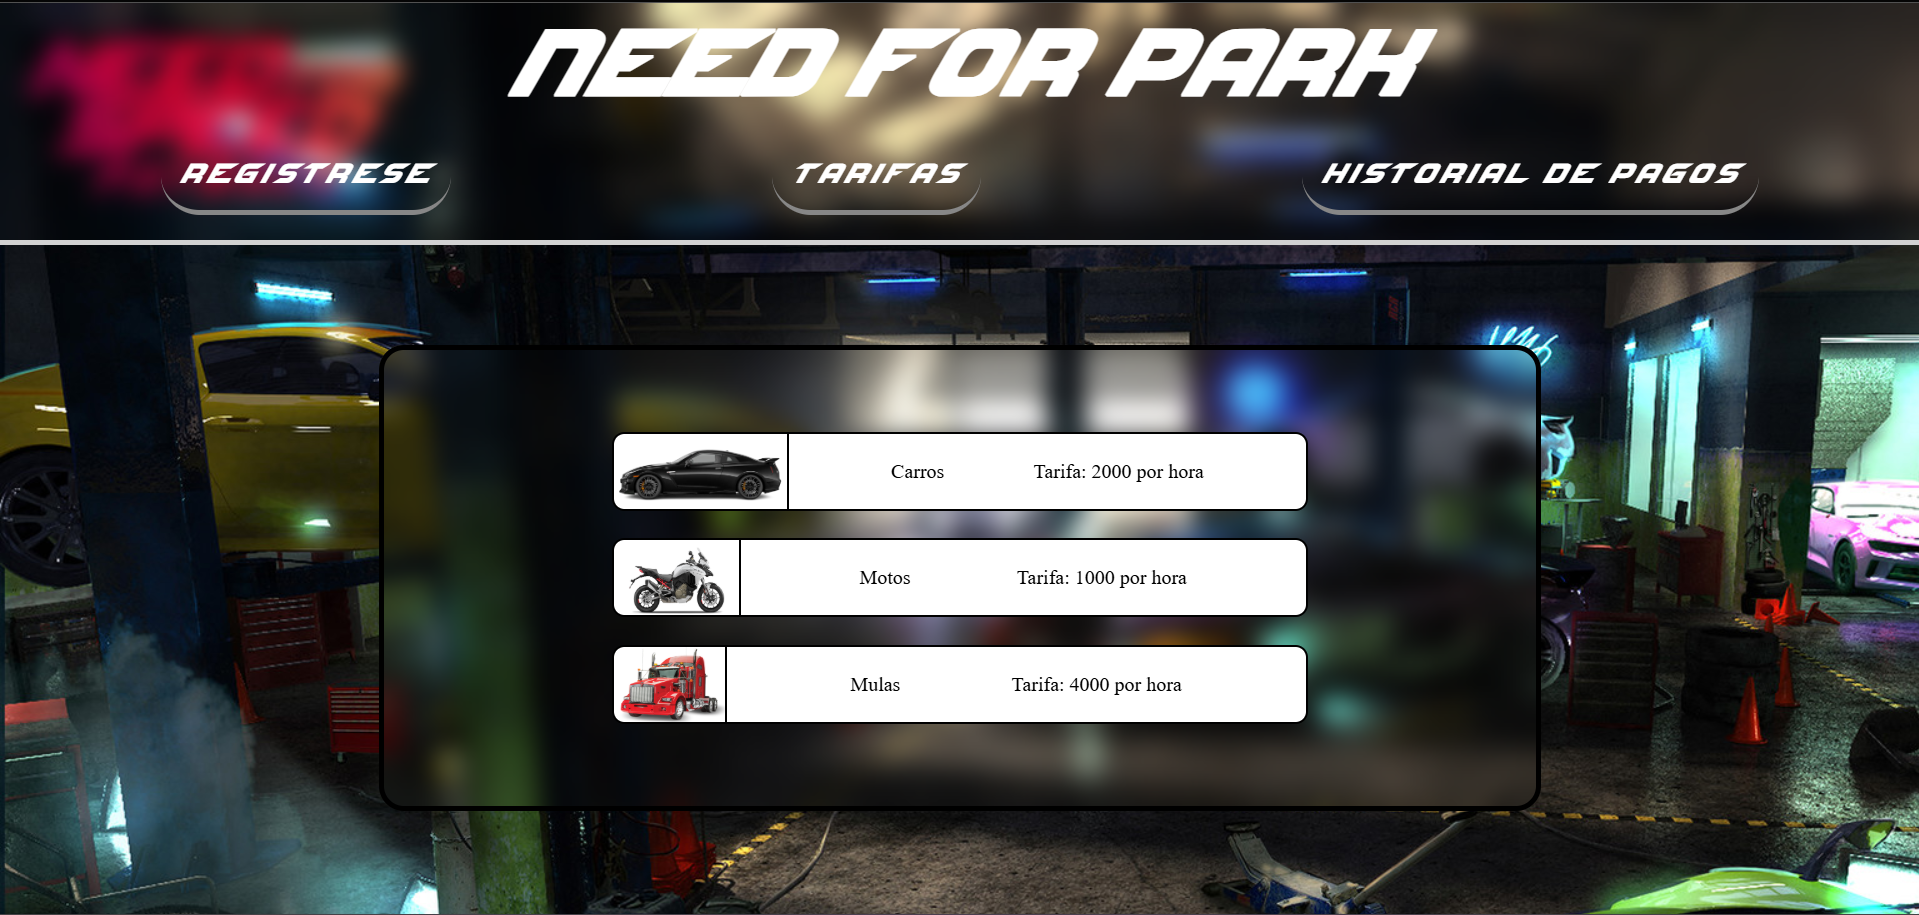 NEED FOR PARK
REGISTRESE
TARIFAS
HISTORIAL DE PAGOS
Carros Tarifa: 2000 por hora
Motos Tarifa: 1000 por hora
Mulas Tarifa: 4000 por hora